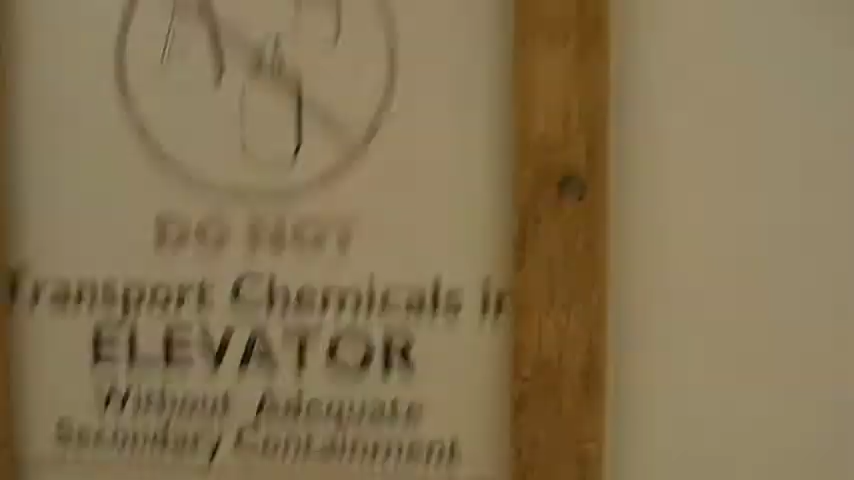 DO NOT
Transport Chemicals in
ELEVATOR
Without Adequate
Secondary Containment